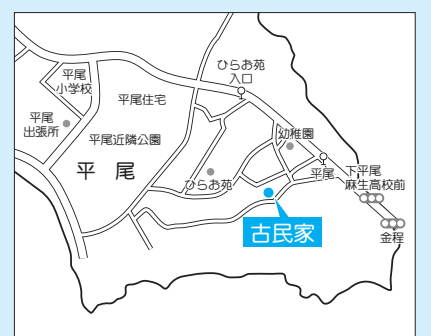 ひらお苑
入口
平尾
小学校
平尾住宅
平尾
出張所
幼稚園
平尾近隣公園
平尾
ひらお苑
平尾
下平尾
麻生高校前
古民家
金程